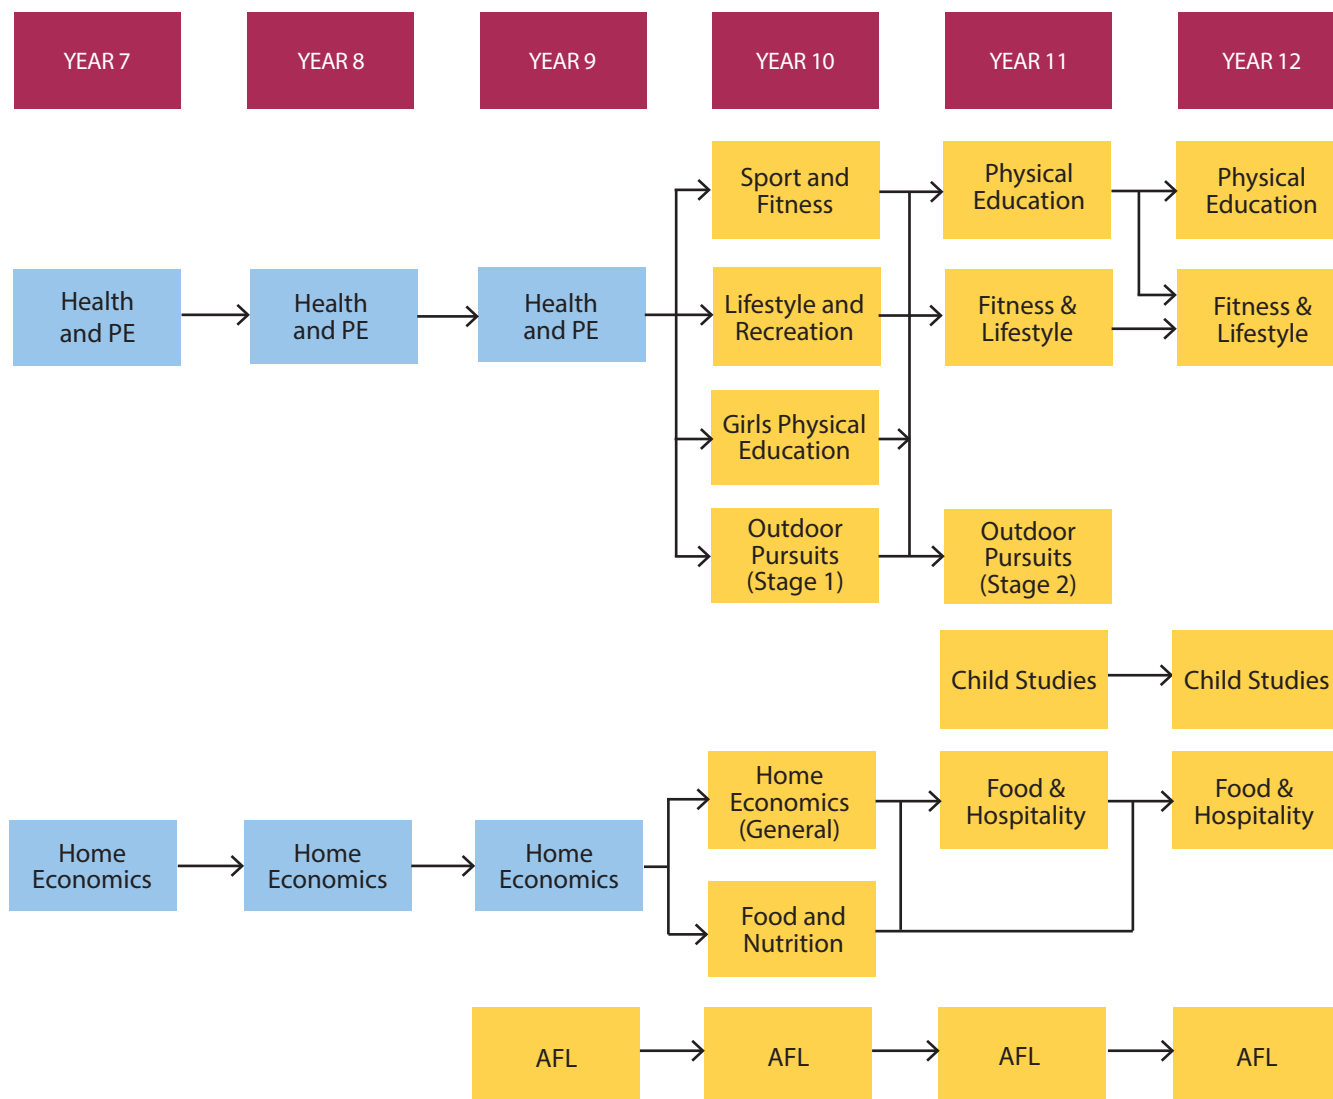 YEAR 7
YEAR 8
YEAR 9
YEAR 10
YEAR 11
YEAR 12
Sport and
Fitness
Physical
Education
Physical
Education
Health
and PE
Health
and PE
Health
and PE
Lifestyle and
Recreation
Fitness &
Lifestyle
Fitness &
Lifestyle
Girls Physical
Education
Outdoor
Pursuits
(Stage 1)
Outdoor
Pursuits
(Stage 2)
Child Studies
Child Studies
Home
Economics
(General)
Food &
Hospitality
Food &
Hospitality
Home
Economics
Home
Economics
Home
Economics
Food and
Nutrition
AFL
AFL
AFL
AFL